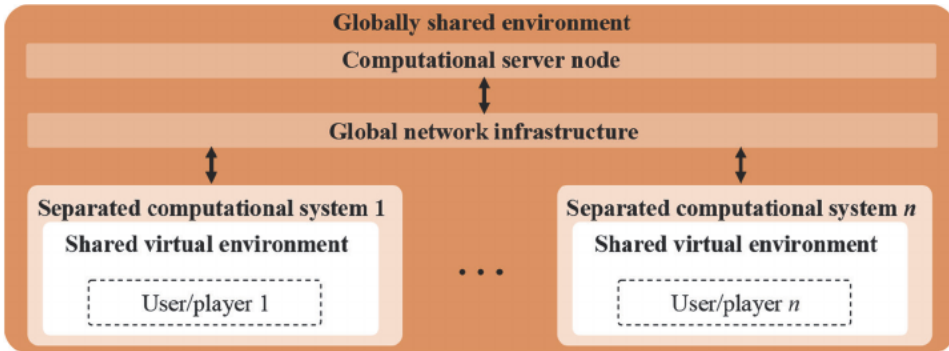 Globally shared environment
Computational server node
Global network infrastructure
Separated computational system 1
Shared virtual environment
User/player 1
...
Separated computational system n
Shared virtual environment
User/player n